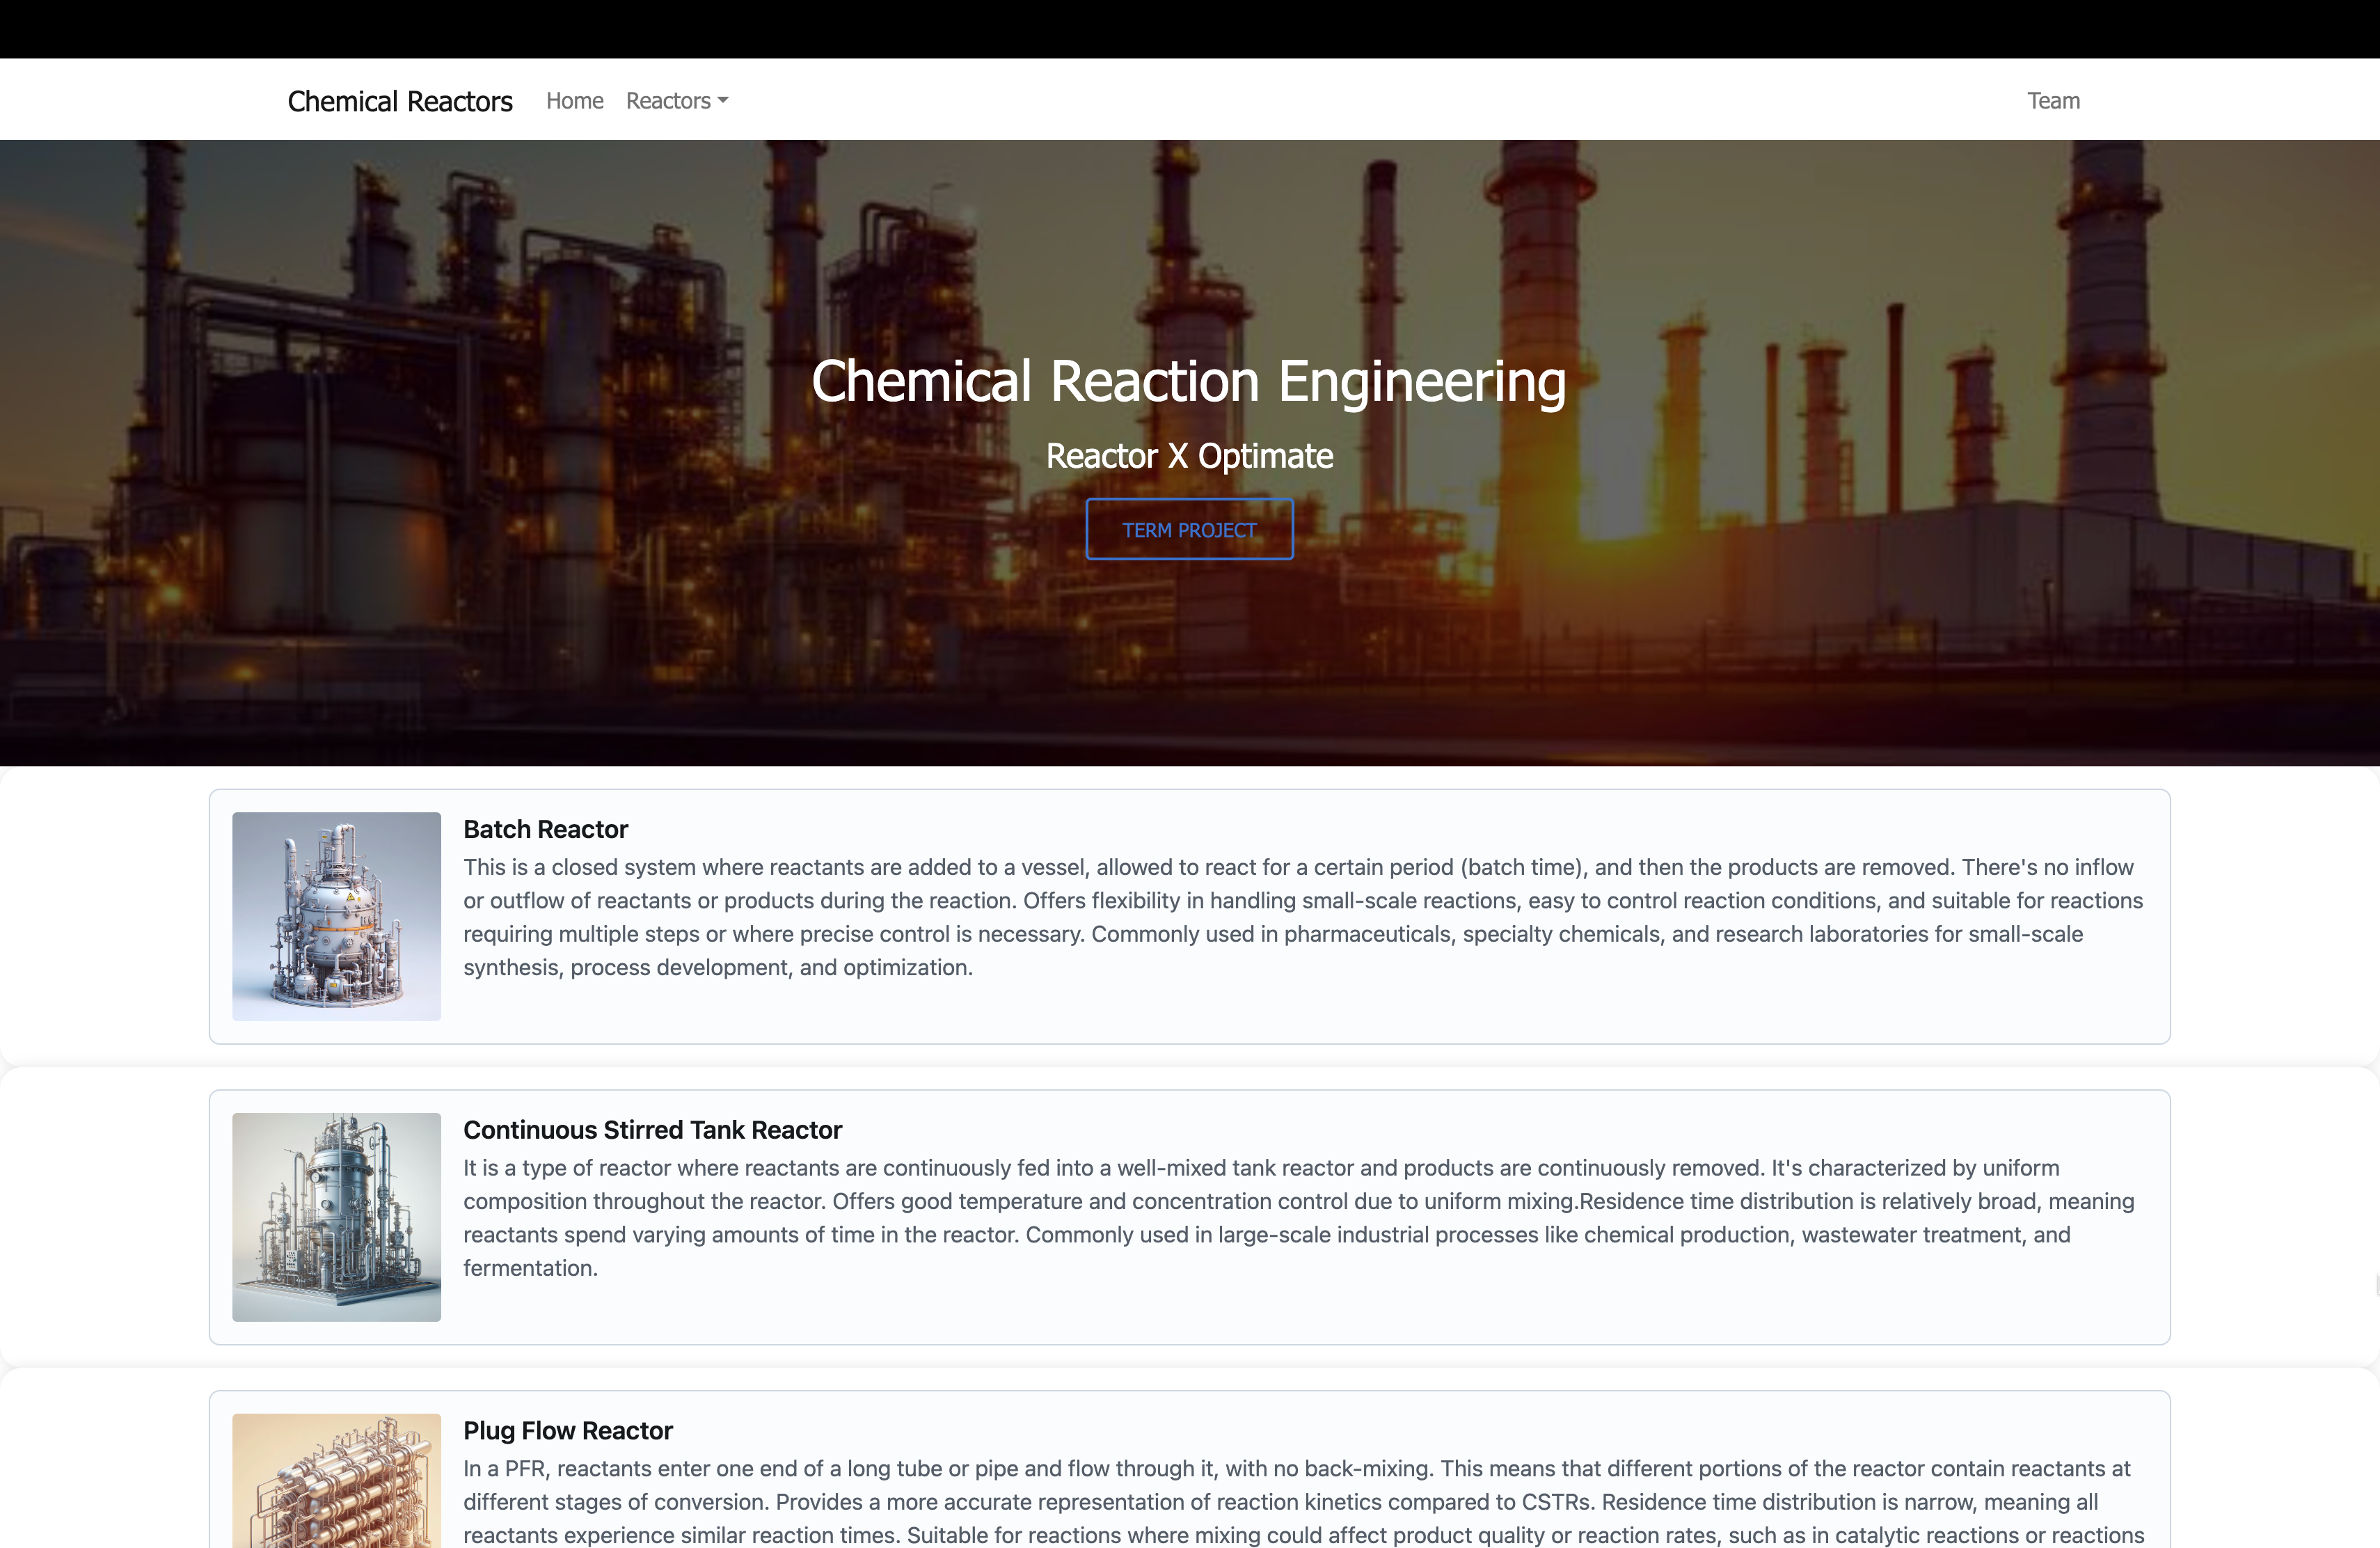 Chemical Reactors Home Reactors Team
Chemical Reaction Engineering
Reactor X Optimate
TERM PROJECT
Batch Reactor
This is a closed system where reactants are added to a vessel, allowed to react for a certain period (batch time), and then the products are removed. There's no inflow
or outflow of reactants or products during the reaction. Offers flexibility in handling small-scale reactions, easy to control reaction conditions, and suitable for reactions
requiring multiple steps or where precise control is necessary. Commonly used in pharmaceuticals, specialty chemicals, and research laboratories for small-scale
synthesis, process development, and optimization.
Continuous Stirred Tank Reactor
It is a type of reactor where reactants are continuously fed into a well-mixed tank reactor and products are continuously removed. It's characterized by uniform
composition throughout the reactor. Offers good temperature and concentration control due to uniform mixing.Residence time distribution is relatively broad, meaning
reactants spend varying amounts of time in the reactor. Commonly used in large-scale industrial processes like chemical production, wastewater treatment, and
fermentation.
Plug Flow Reactor
In a PFR, reactants enter one end of a long tube or pipe and flow through it, with no back-mixing. This means that different portions of the reactor contain reactants at
different stages of conversion. Provides a more accurate representation of reaction kinetics compared to CSTRs. Residence time distribution is narrow, meaning all
reactants experience similar reaction times. Suitable for reactions where mixing could affect product quality or reaction rates, such as in catalytic reactions or reactions